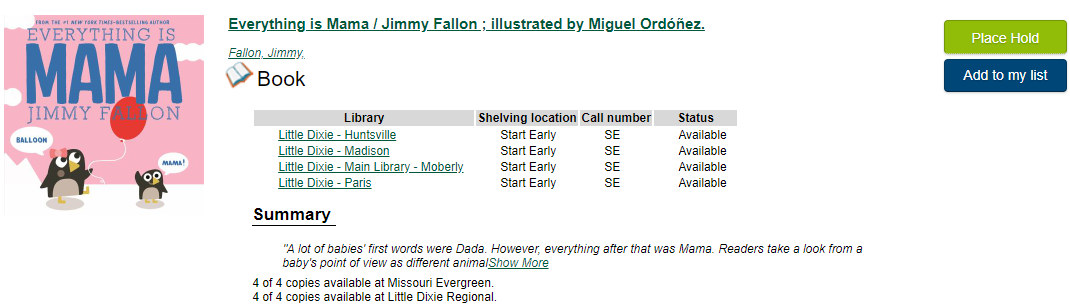 FROM THE #1 NEW YORK TIMES-BESTSELLING AUTHOR
EVERYTHING IS
MAMA
JIMMY FALLON
BALLOON
MAMA!
Everything is Mama / Jimmy Fallon ; illustrated by Miguel Ordóñez.
Fallon, Jimmy,
Book
Place Hold
Add to my list
Library Shelving location Call number Status
Little Dixie - Huntsville Start Early SE Available
Little Dixie - Madison Start Early SE Available
Little Dixie - Main Library - Moberly Start Early SE Available
Little Dixie - Paris Start Early SE Available
Summary
"A lot of babies' first words were Dada. However, everything after that was Mama. Readers take a look from a
baby's point of view as different animalShow More
4 of 4 copies available at Missouri Evergreen.
4 of 4 copies available at Little Dixie Regional.